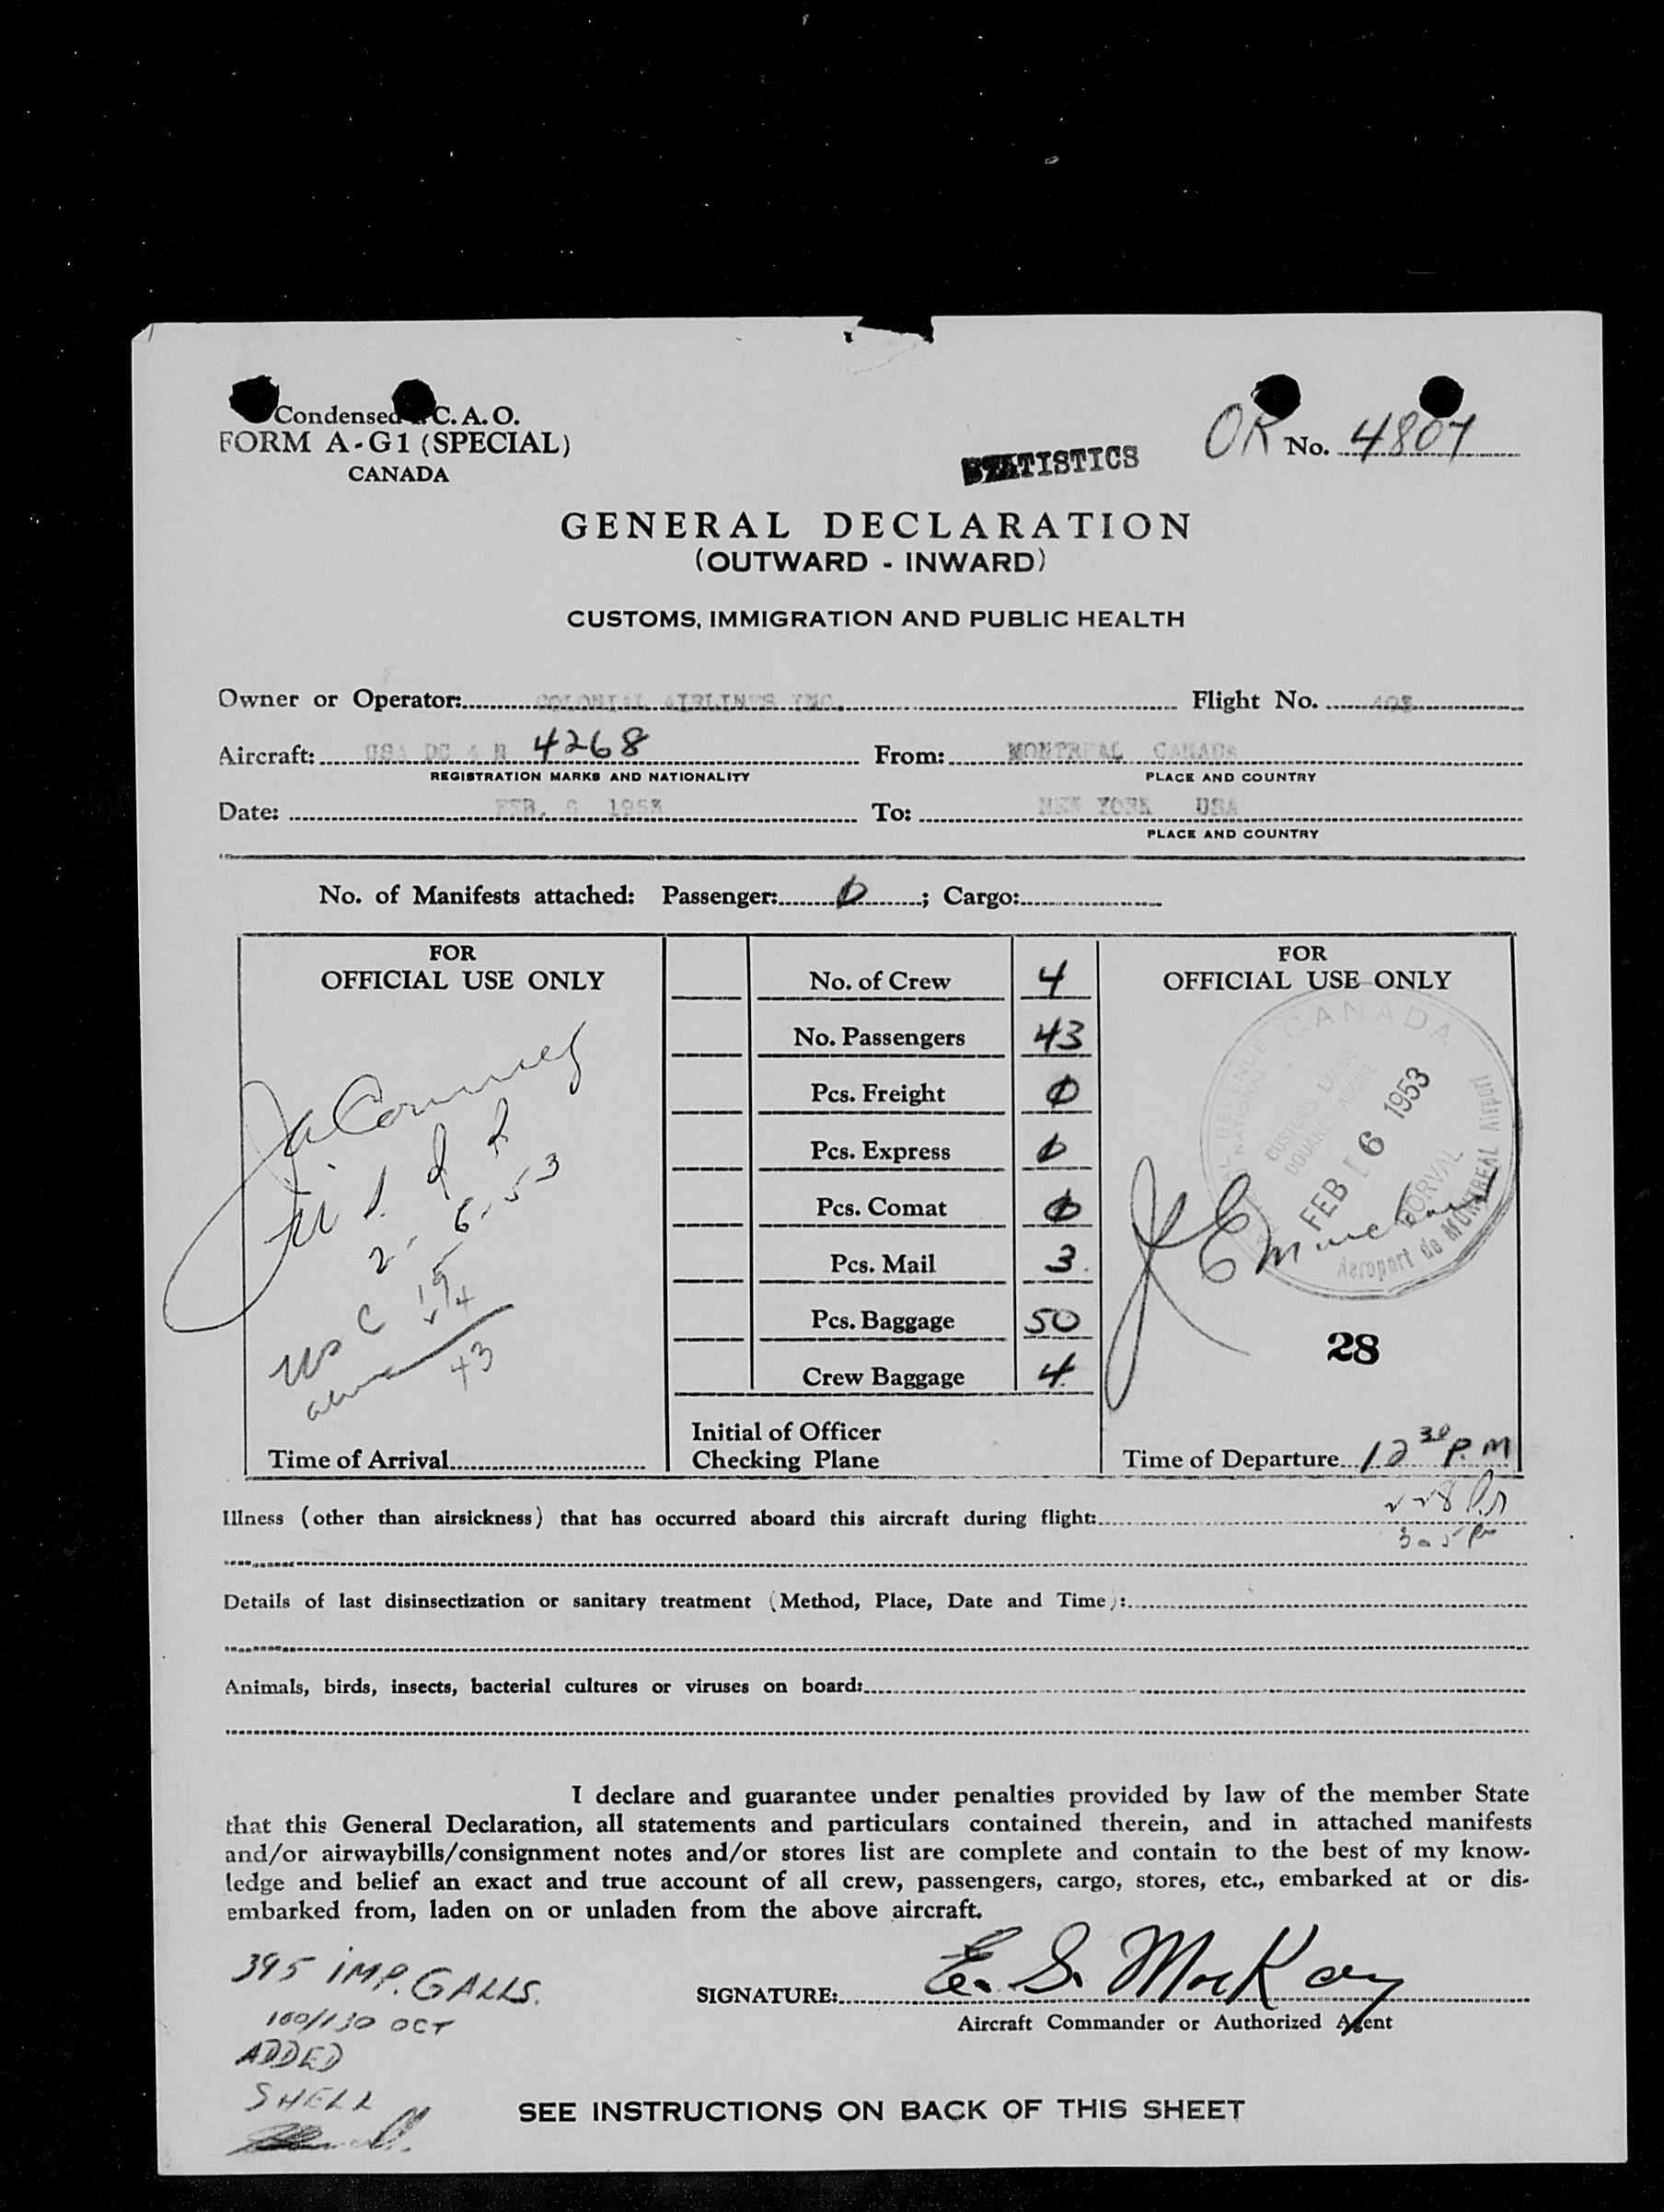 Condensed C. A. O.
FORM A-G1 (SPECIAL)
CANADA
STATISTICS
OR No. 4807
GENERAL DECLARATION
(OUTWARD - INWARD)
CUSTOMS, IMMIGRATION AND PUBLIC HEALTH
Owner or Operator: COLONIAL AIRLINES INC. Flight No. 403
Aircraft: USA DC 4 N 4268 From: MONTREAL CANADA
REGISTRATION MARKS AND NATIONALITY PLACE AND COUNTRY
Date: FEB. 6 1953 To: NEW YORK USA
PLACE AND COUNTRY
No. of Manifests attached: Passenger: 0; Cargo:
FOR
OFFICIAL USE ONLY
2-6-53
43
Time of Arrival
No. of Crew 4
No. Passengers 43
Pcs. Freight 0
Pcs. Express 0
Pcs. Comat 0
Pcs. Mail 3
Pcs. Baggage 50
Crew Baggage 4
Initial of Officer
Checking Plane
FOR
OFFICIAL USE ONLY
CANADA
FEB 6 1953
DORVAL
Aeroport de MONTREAL Airport
28
Time of Departure 12 30 P.M
228 P.M
305 Pm
Illness (other than airsickness) that has occurred aboard this aircraft during flight:
Details of last disinsectization or sanitary treatment (Method, Place, Date and Time):
Animals, birds, insects, bacterial cultures or viruses on board:
I declare and guarantee under penalties provided by law of the member State
that this General Declaration, all statements and particulars contained therein, and in attached manifests
and/or airwaybills/consignment notes and/or stores list are complete and contain to the best of my know-
ledge and belief an exact and true account of all crew, passengers, cargo, stores, etc., embarked at or dis-
embarked from, laden on or unladen from the above aircraft.
395 IMP. GALLS.
100/130 OCT
ADDED
SHELL
SIGNATURE: E. S. MacKay
Aircraft Commander or Authorized Agent
SEE INSTRUCTIONS ON BACK OF THIS SHEET